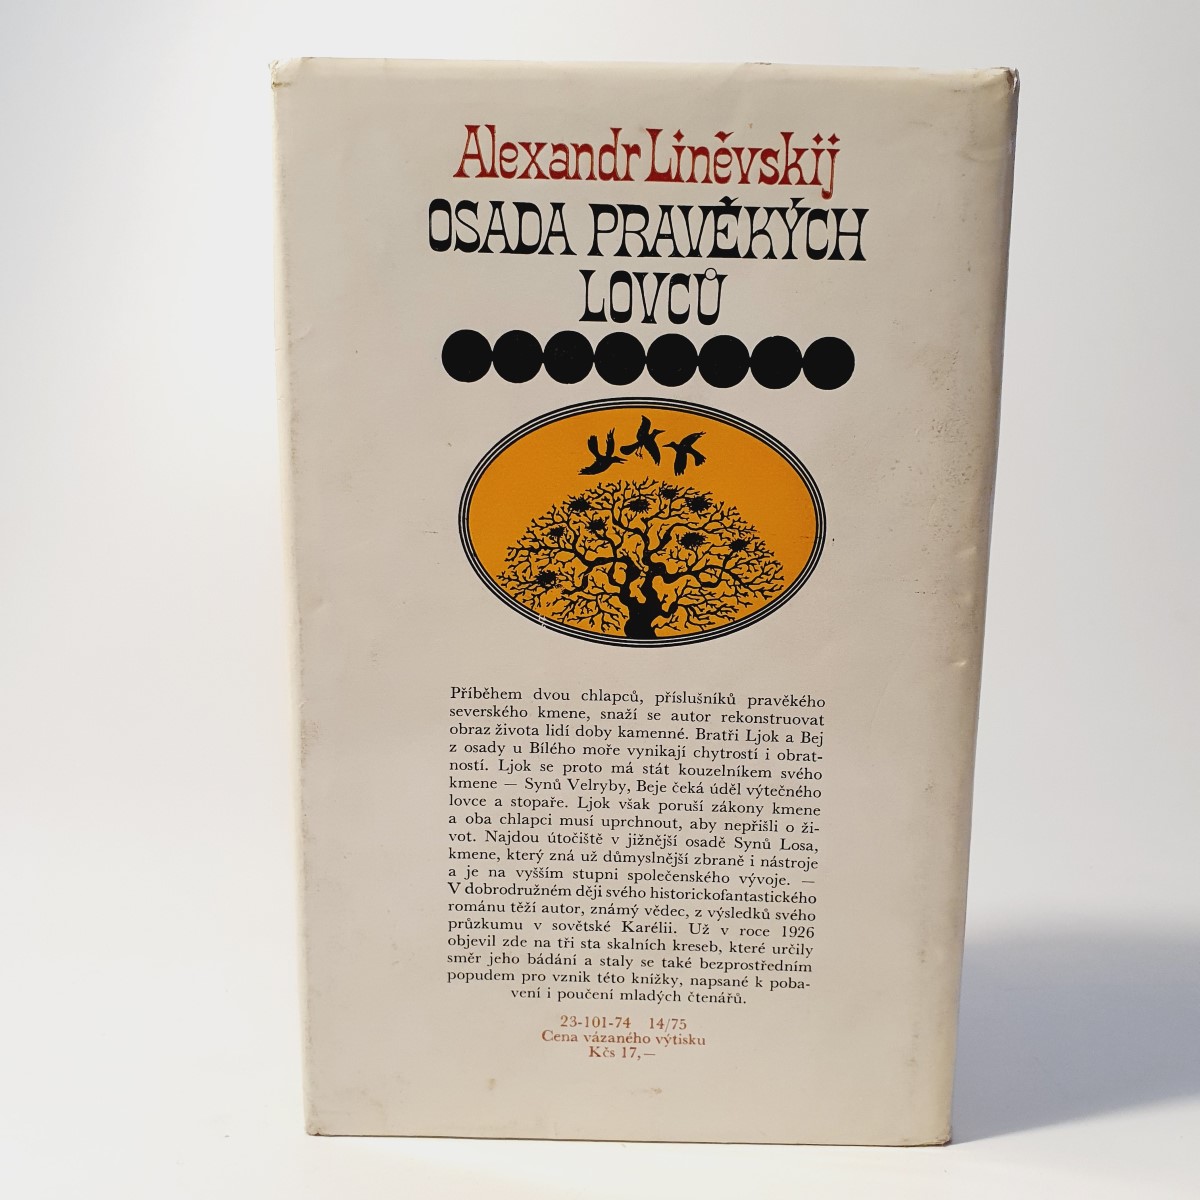 Alexandr Liněvskij
OSADA PRAVĚKÝCH
LOVCŮ
Příběhem dvou chlapců, příslušníků pravěkého
severského kmene, snaží se autor rekonstruovat
obraz života lidí doby kamenné. Bratři Ljok a Bej
z osady u Bílého moře vynikají chytrostí i obrat-
ností. Ljok se proto má stát kouzelníkem svého
kmene — Synů Velryby, Beje čeká úděl výtečného
lovce a stopaře. Ljok však poruší zákony kmene
a oba chlapci musí uprchnout, aby nepřišli o ži-
vot. Najdou útočiště v jižnější osadě Synů Losa,
kmene, který zná už důmyslnější zbraně i nástroje
a je na vyšším stupni společenského vývoje. —
V dobrodružném ději svého historickofantastického
románu těží autor, známý vědec, z výsledků svého
průzkumu v sovětské Karélii. Už v roce 1926
objevil zde na tři sta skalních kreseb, které určily
směr jeho bádání a staly se také bezprostředním
popudem pro vznik této knížky, napsané k poba-
vení i poučení mladých čtenářů.
23-101-74 14/75
Cena vázaného výtisku
Kčs 17,—